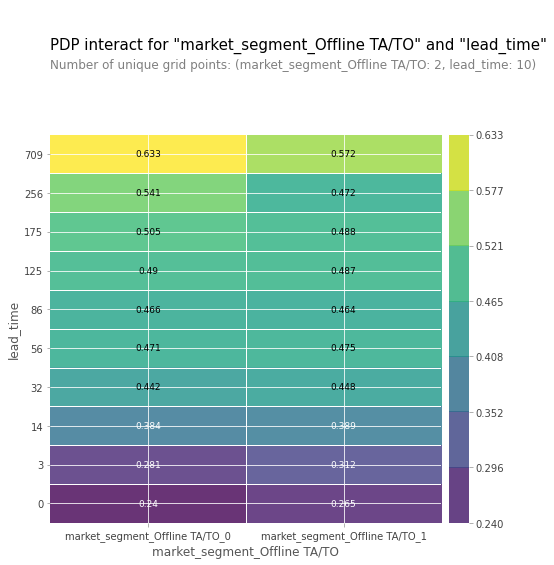 PDP interact for "market_segment_Offline TA/TO" and "lead_time"
Number of unique grid points: (market_segment_Offline TA/TO: 2, lead_time: 10)
709 0.633 0.572
256 0.541 0.472
175 0.505 0.488
125 0.49 0.487
86 0.466 0.464
56 0.471 0.475
32 0.442 0.448
14 0.384 0.389
3 0.281 0.312
0 0.24 0.265
lead_time
market_segment_Offline TA/TO_0 market_segment_Offline TA/TO_1
market_segment_Offline TA/TO
0.633
0.577
0.521
0.465
0.408
0.352
0.296
0.240